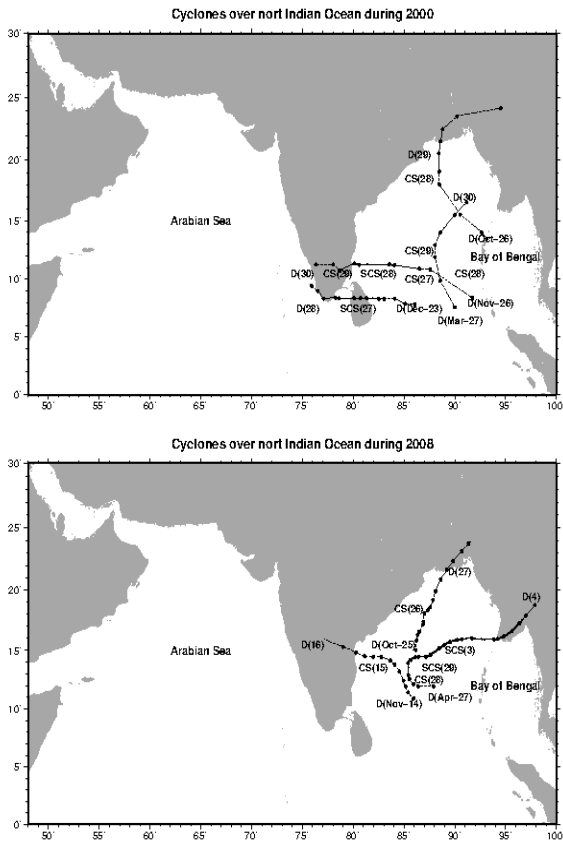 Cyclones over nort Indian Ocean during 2000
30˚
25˚
20˚
15˚
10˚
5˚
0˚
D(29)
CS(28)
D(30)
D(Oct-26)
Arabian Sea
CS(29)
Bay of Bengal
D(30)
CS(29)
SCS(28)
CS(27)
CS(28)
D(28)
SCS(27)
D(Dec-23)
D(Nov-26)
D(Mar-27)
50˚ 55˚ 60˚ 65˚ 70˚ 75˚ 80˚ 85˚ 90˚ 95˚ 100
Cyclones over nort Indian Ocean during 2008
30˚
25˚
20˚
15˚
10˚
5˚
0˚
D(27)
D(4)
CS(26)
D(16)
D(Oct-25)
SCS(3)
Arabian Sea
CS(15)
SCS(29)
CS(28)
Bay of Bengal
D(Apr-27)
D(Nov-14)
50˚ 55˚ 60˚ 65˚ 70˚ 75˚ 80˚ 85˚ 90˚ 95˚ 100